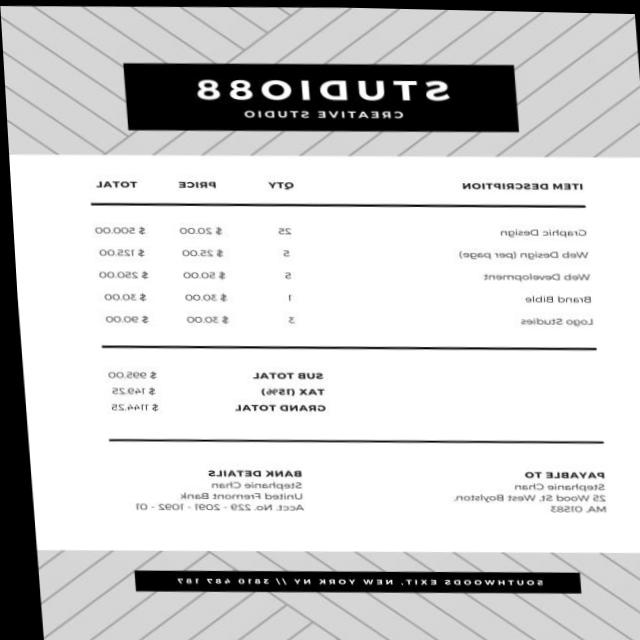 STUDIO88
CREATIVE STUDIO
ITEM DESCRIPTION QTY PRICE TOTAL
Graphic Design 25 $ 20.00 $ 500.00
Web Design (per page) 5 $ 25.00 $ 125.00
Web Development 5 $ 50.00 $ 250.00
Brand Bible 1 $ 30.00 $ 30.00
Logo Studies 3 $ 30.00 $ 90.00
SUB TOTAL $ 995.00
TAX (15%) $ 149.25
GRAND TOTAL $ 1144.25
PAYABLE TO
Stephanie Chan
25 Wood St. West Boylston,
MA, 01583
BANK DETAILS
Stephanie Chan
United Fremont Bank
Acct. No. 229 - 2091 - 1092 - 01
SOUTHWOODS EXIT, NEW YORK NY // 3810 487 187